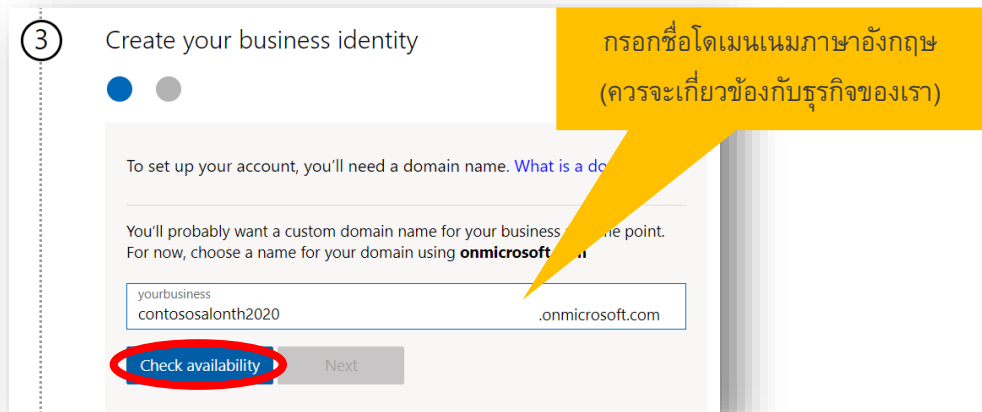 3
Create your business identity
กรอกชื่อโดเมนเนมภาษาอังกฤษ
(ควรจะเกี่ยวข้องกับธุรกิจของเรา)
To set up your account, you'll need a domain name. What is a do
You'll probably want a custom domain name for your business point.
For now, choose a name for your domain using onmicrosoft
yourbusiness
contososalonth2020 .onmicrosoft.com
Check availability Next